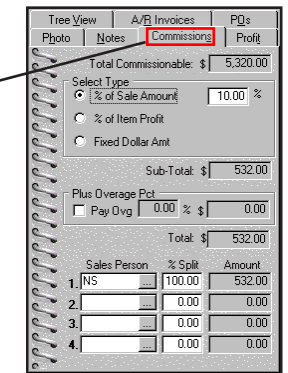 Tree View A/R Invoices POs
Photo Notes Commissions Profit
Total Commissionable: $ 5,320.00
Select Type
% of Sale Amount 10.00 %
% of Item Profit
Fixed Dollar Amt
Sub-Total: $ 532.00
Plus Overage Pct
Pay Ovg 0.00 % $ 0.00
Total: $ 532.00
Sales Person % Split Amount
1. NS ... 100.00 532.00
2. ... 0.00 0.00
3. ... 0.00 0.00
4. ... 0.00 0.00